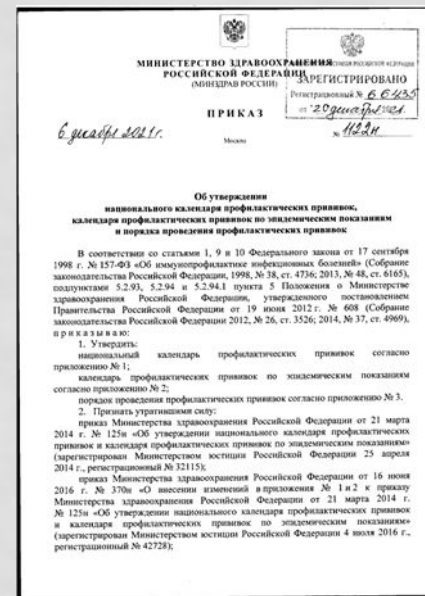 МИНИСТЕРСТВО ЗДРАВООХРАНЕНИЯ
РОССИЙСКОЙ ФЕДЕРАЦИИ
(МИНЗДРАВ РОССИИ)
ЗАРЕГИСТРИРОВАНО
Регистрационный № 66435
от "20 декабря 2021.
ПРИКАЗ
6 декабря 2021г.
№ 1122н
Москва
Об утверждении
национального календаря профилактических прививок,
календаря профилактических прививок по эпидемическим показаниям
и порядка проведения профилактических прививок
В соответствии со статьями 1, 9 и 10 Федерального закона от 17 сентября
1998 г. № 157-ФЗ «Об иммунопрофилактике инфекционных болезней» (Собрание
законодательства Российской Федерации, 1998, № 38, ст. 4736; 2013, № 48, ст. 6165),
подпунктами 5.2.93, 5.2.94 и 5.2.94.1 пункта 5 Положения о Министерстве
здравоохранения Российской Федерации, утвержденного постановлением
Правительства Российской Федерации от 19 июня 2012 г. № 608 (Собрание
законодательства Российской Федерации 2012, № 26, ст. 3526; 2014, № 37, ст. 4969),
приказываю:
1. Утвердить:
национальный календарь профилактических прививок согласно
приложению № 1;
календарь профилактических прививок по эпидемическим показаниям
согласно приложению № 2;
порядок проведения профилактических прививок согласно приложению № 3.
2. Признать утратившими силу:
приказ Министерства здравоохранения Российской Федерации от 21 марта
2014 г. № 125н «Об утверждении национального календаря профилактических
прививок и календаря профилактических прививок по эпидемическим показаниям»
(зарегистрирован Министерством юстиции Российской Федерации 25 апреля
2014 г., регистрационный № 32115);
приказ Министерства здравоохранения Российской Федерации от 16 июня
2016 г. № 370н «О внесении изменений в приложения № 1 и 2 к приказу
Министерства здравоохранения Российской Федерации от 21 марта 2014 г.
№ 125н «Об утверждении национального календаря профилактических прививок
и календаря профилактических прививок по эпидемическим показаниям»
(зарегистрирован Министерством юстиции Российской Федерации 4 июля 2016 г.,
регистрационный № 42728);